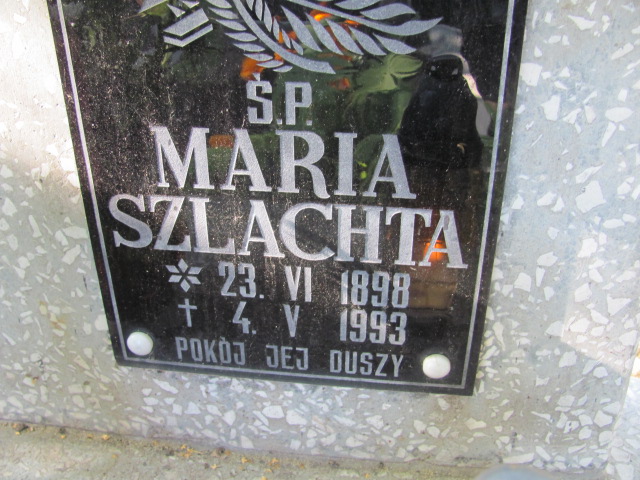 Ś.P.
MARIA
SZLACHTA
23. VI 1898
† 4. V 1993
POKÓJ JEJ DUSZY